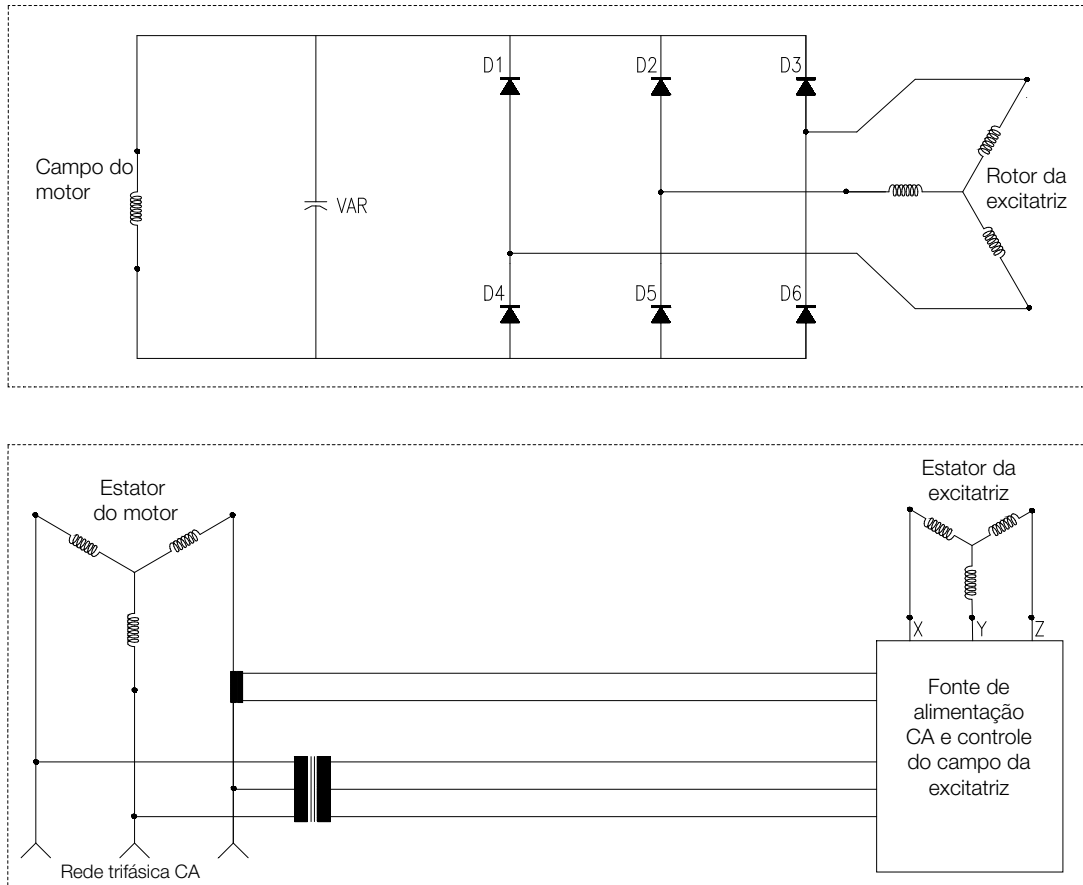 D1
D2
D3
Campo do
motor
VAR
Rotor da
excitatriz
D4
D5
D6
Estator
do motor
Estator da
excitatriz
X
Y
Z
Fonte de
alimentação
CA e controle
do campo da
excitatriz
Rede trifásica CA